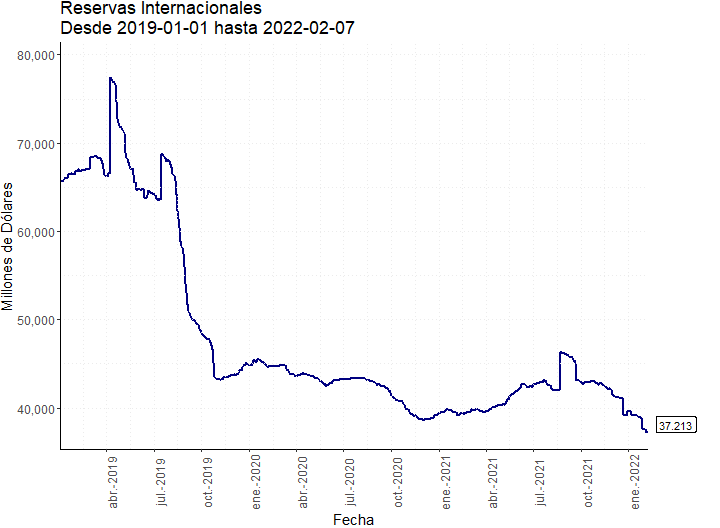 Reservas Internacionales
Desde 2019-01-01 hasta 2022-02-07
Millones de Dólares
80,000
70,000
60,000
50,000
40,000
37.213
abr.-2019
jul.-2019
oct.-2019
ene.-2020
abr.-2020
jul.-2020
oct.-2020
ene.-2021
abr.-2021
jul.-2021
oct.-2021
ene.-2022
Fecha